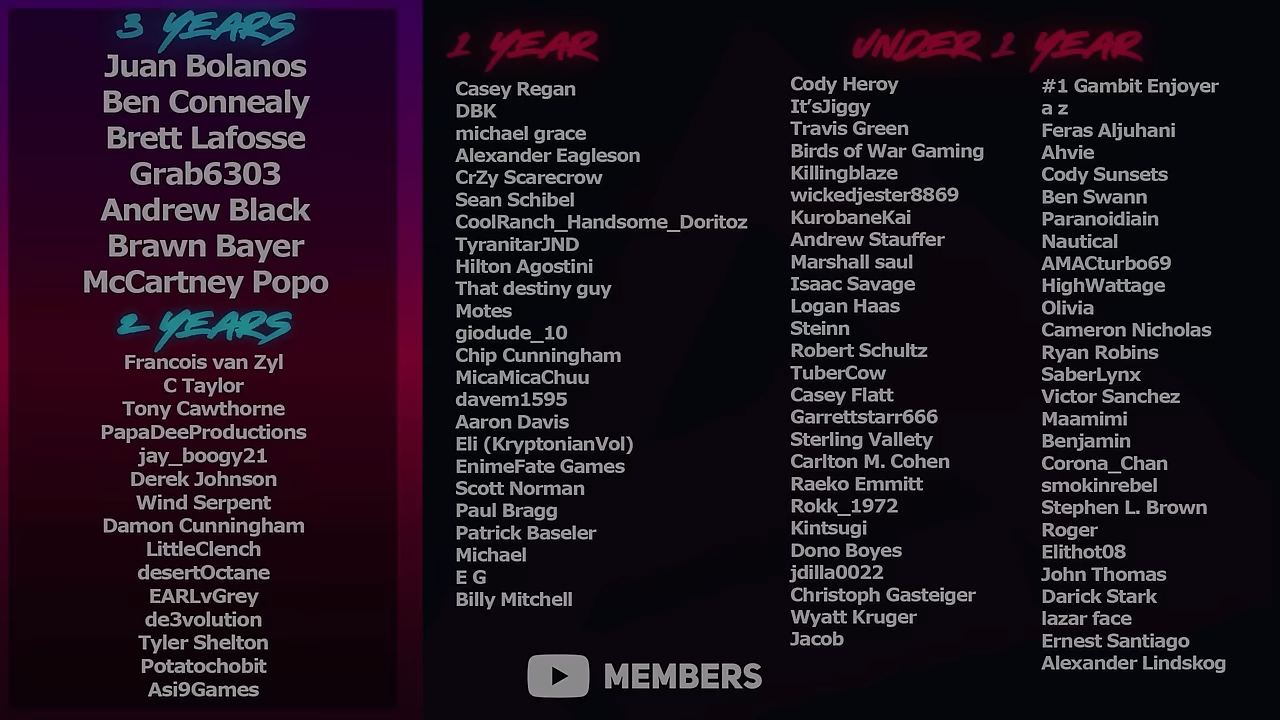 3 YEARS
Juan Bolanos
Ben Connealy
Brett Lafosse
Grab6303
Andrew Black
Brawn Bayer
McCartney Popo
2 YEARS
Francois van Zyl
C Taylor
Tony Cawthorne
PapaDeeProductions
jay_boogy21
Derek Johnson
Wind Serpent
Damon Cunningham
LittleClench
desertOctane
EARLvGrey
de3volution
Tyler Shelton
Potatochobit
Asi9Games
1 YEAR
Casey Regan
DBK
michael grace
Alexander Eagleson
CrZy Scarecrow
Sean Schibel
CoolRanch_Handsome_Doritoz
TyranitarJND
Hilton Agostini
That destiny guy
Motes
giodude_10
Chip Cunningham
MicaMicaChuu
davem1595
Aaron Davis
Eli (KryptonianVol)
EnimeFate Games
Scott Norman
Paul Bragg
Patrick Baseler
Michael
E G
Billy Mitchell
UNDER 1 YEAR
Cody Heroy
It’sJiggy
Travis Green
Birds of War Gaming
Killingblaze
wickedjester8869
KurobaneKai
Andrew Stauffer
Marshall saul
Isaac Savage
Logan Haas
Steinn
Robert Schultz
TuberCow
Casey Flatt
Garrettstarr666
Sterling Vallety
Carlton M. Cohen
Raeko Emmitt
Rokk_1972
Kintsugi
Dono Boyes
jdilla0022
Christoph Gasteiger
Wyatt Kruger
Jacob
#1 Gambit Enjoyer
a z
Feras Aljuhani
Ahvie
Cody Sunsets
Ben Swann
Paranoidiain
Nautical
AMACturbo69
HighWattage
Olivia
Cameron Nicholas
Ryan Robins
SaberLynx
Victor Sanchez
Maamimi
Benjamin
Corona_Chan
smokinrebel
Stephen L. Brown
Roger
Elithot08
John Thomas
Darick Stark
lazar face
Ernest Santiago
Alexander Lindskog
MEMBERS